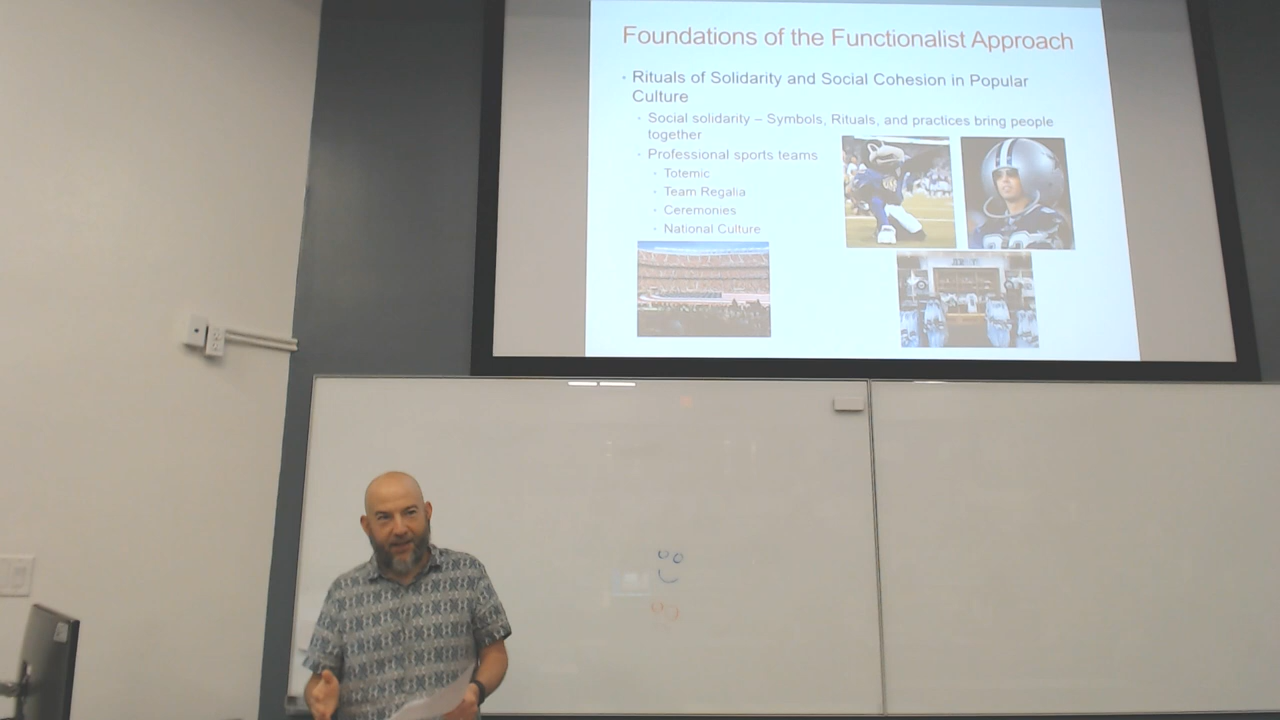 Foundations of the Functionalist Approach
Rituals of Solidarity and Social Cohesion in Popular
Culture
Social solidarity – Symbols, Rituals, and practices bring people
together
Professional sports teams
Totemic
Team Regalia
Ceremonies
National Culture